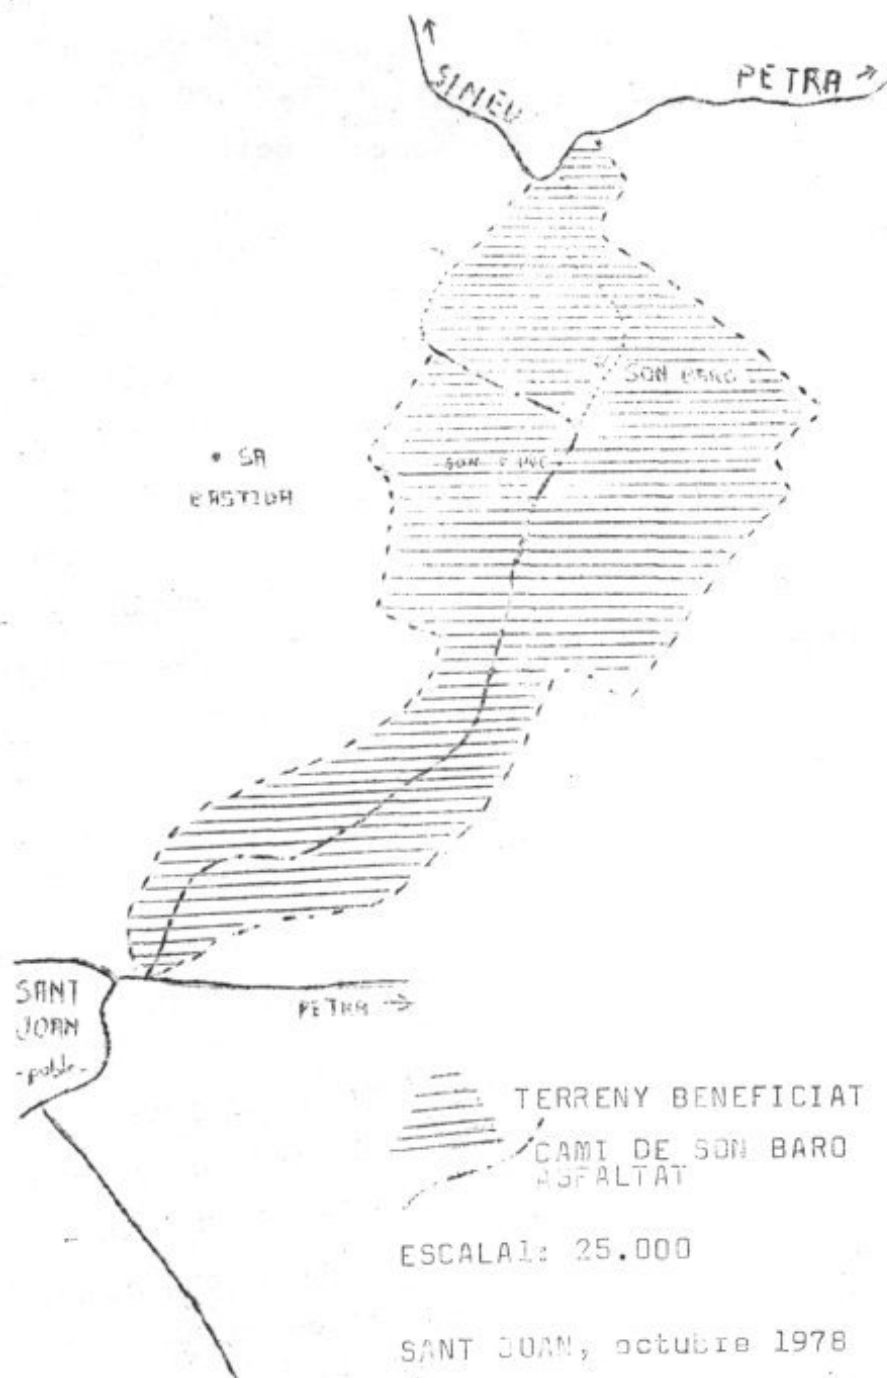 SINEU
PETRA →
SON BARO
• SA
BASTIDA
SON
SANT
JOAN
- poble -
PETRA →
TERRENY BENEFICIAT
CAMI DE SON BARO
ASFALTAT
ESCALA1: 25.000
SANT JOAN, octubre 1978